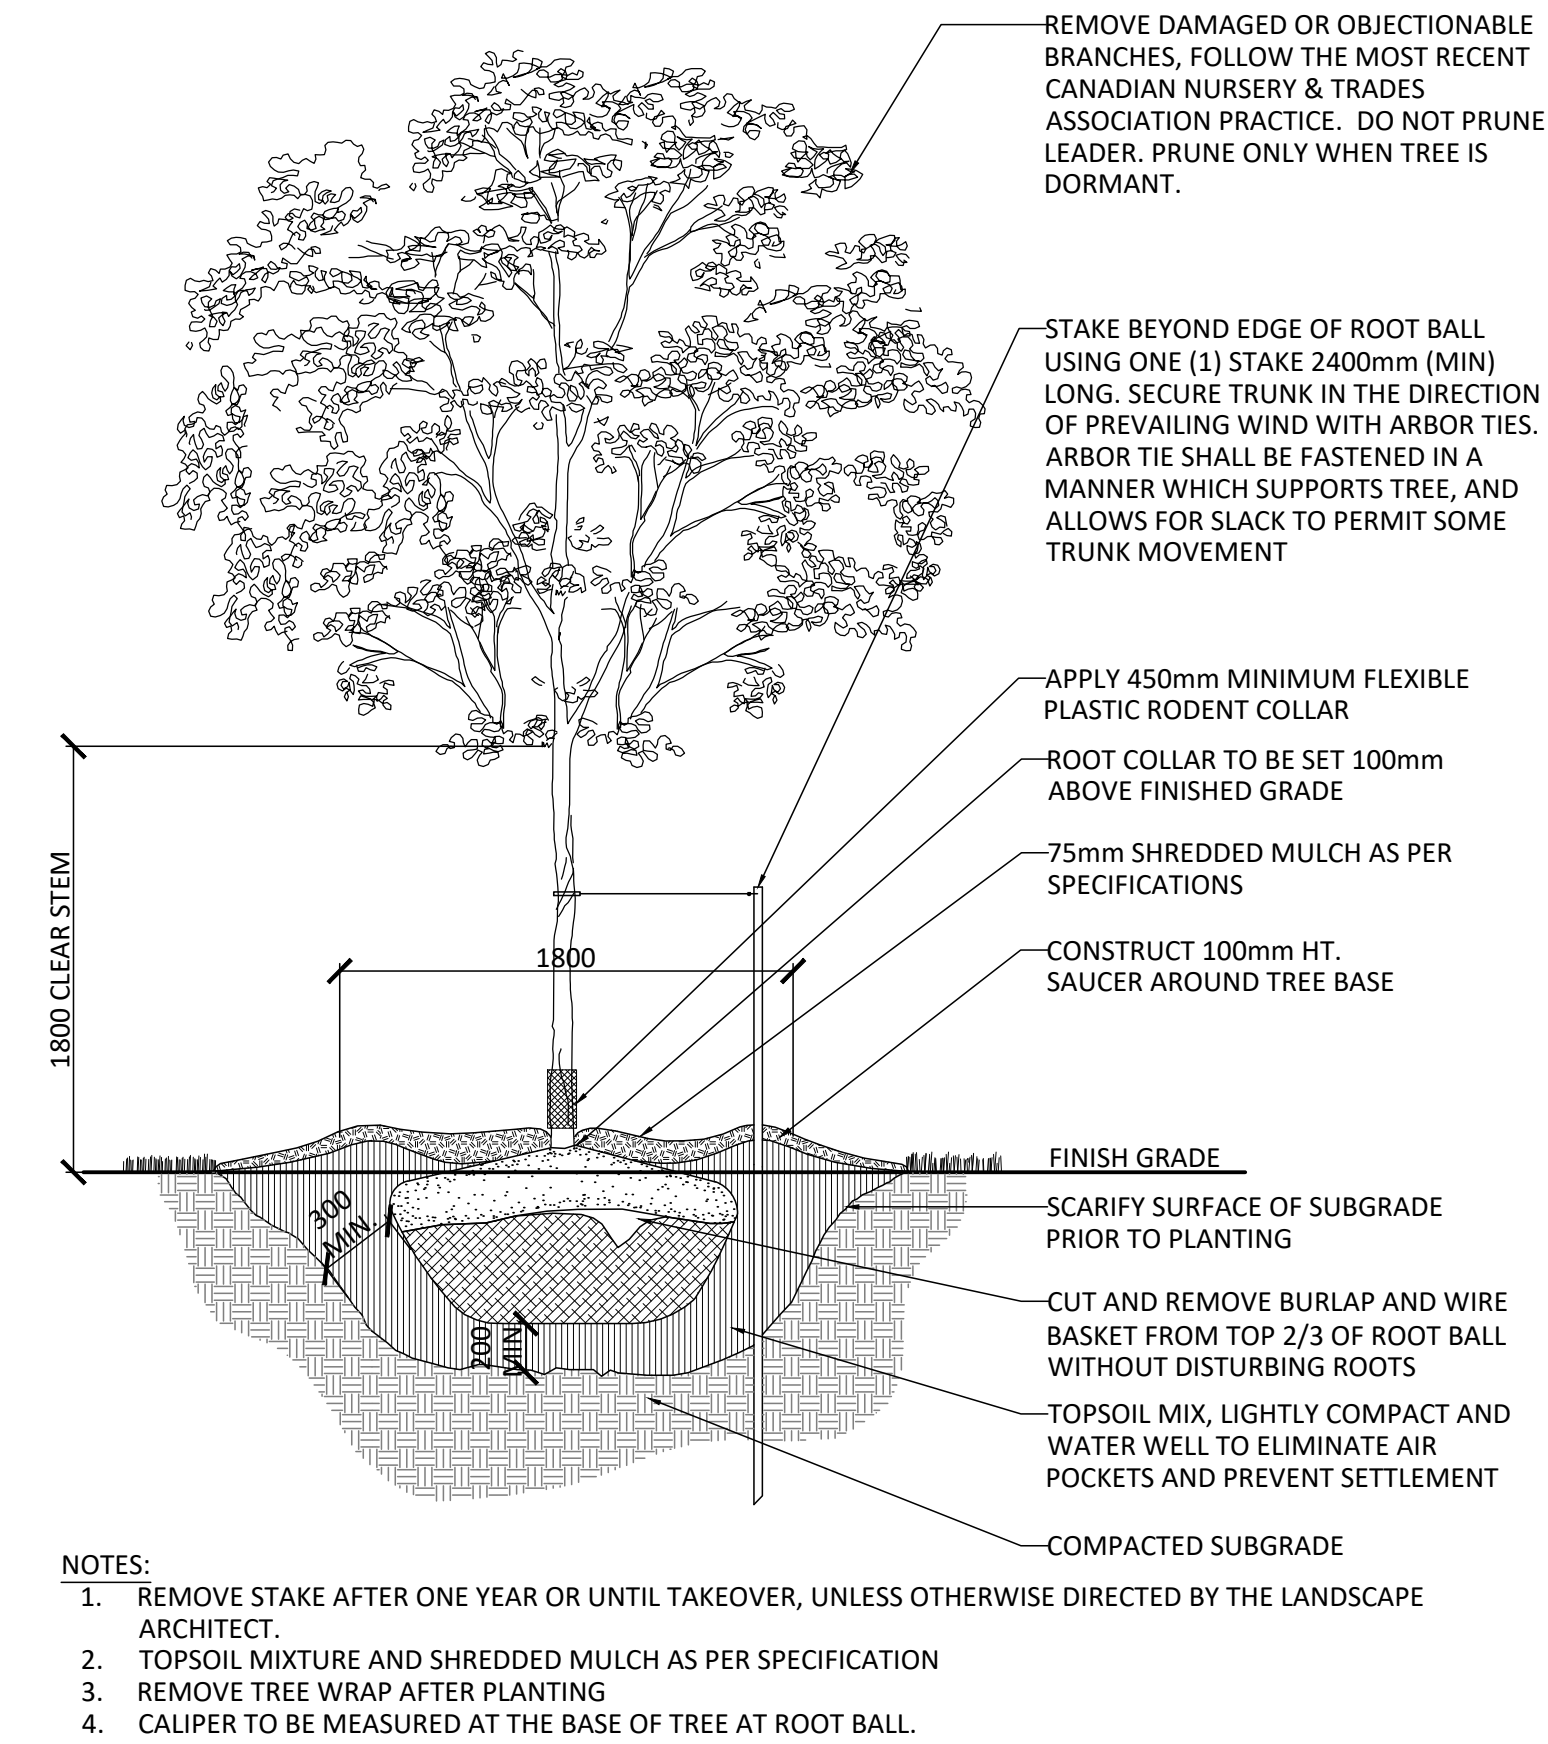 REMOVE DAMAGED OR OBJECTIONABLE
BRANCHES, FOLLOW THE MOST RECENT
CANADIAN NURSERY & TRADES
ASSOCIATION PRACTICE.  DO NOT PRUNE
LEADER. PRUNE ONLY WHEN TREE IS
DORMANT.
STAKE BEYOND EDGE OF ROOT BALL
USING ONE (1) STAKE 2400mm (MIN)
LONG. SECURE TRUNK IN THE DIRECTION
OF PREVAILING WIND WITH ARBOR TIES.
ARBOR TIE SHALL BE FASTENED IN A
MANNER WHICH SUPPORTS TREE, AND
ALLOWS FOR SLACK TO PERMIT SOME
TRUNK MOVEMENT
APPLY 450mm MINIMUM FLEXIBLE
PLASTIC RODENT COLLAR
ROOT COLLAR TO BE SET 100mm
ABOVE FINISHED GRADE
75mm SHREDDED MULCH AS PER
SPECIFICATIONS
CONSTRUCT 100mm HT.
SAUCER AROUND TREE BASE
1800 CLEAR STEM
1800
FINISH GRADE
300
MIN.
200
MIN
SCARIFY SURFACE OF SUBGRADE
PRIOR TO PLANTING
CUT AND REMOVE BURLAP AND WIRE
BASKET FROM TOP 2/3 OF ROOT BALL
WITHOUT DISTURBING ROOTS
TOPSOIL MIX, LIGHTLY COMPACT AND
WATER WELL TO ELIMINATE AIR
POCKETS AND PREVENT SETTLEMENT
COMPACTED SUBGRADE
NOTES:
1. REMOVE STAKE AFTER ONE YEAR OR UNTIL TAKEOVER, UNLESS OTHERWISE DIRECTED BY THE LANDSCAPE
ARCHITECT.
2. TOPSOIL MIXTURE AND SHREDDED MULCH AS PER SPECIFICATION
3. REMOVE TREE WRAP AFTER PLANTING
4. CALIPER TO BE MEASURED AT THE BASE OF TREE AT ROOT BALL.